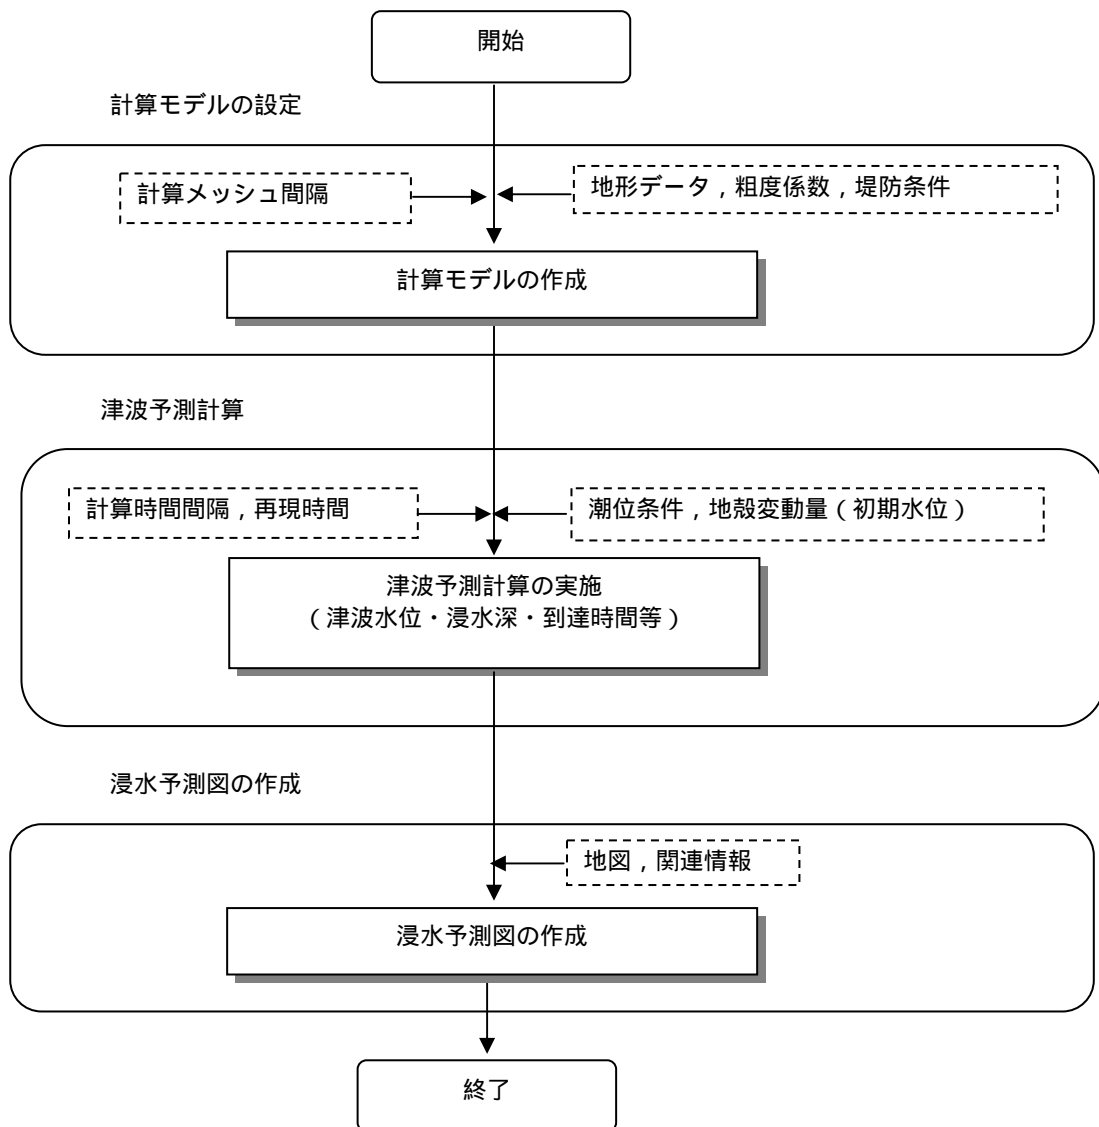 開始
計算モデルの設定
計算メッシュ間隔
地形データ，粗度係数，堤防条件
計算モデルの作成
津波予測計算
計算時間間隔，再現時間
潮位条件，地殻変動量（初期水位）
津波予測計算の実施
（津波水位・浸水深・到達時間等）
浸水予測図の作成
地図，関連情報
浸水予測図の作成
終了